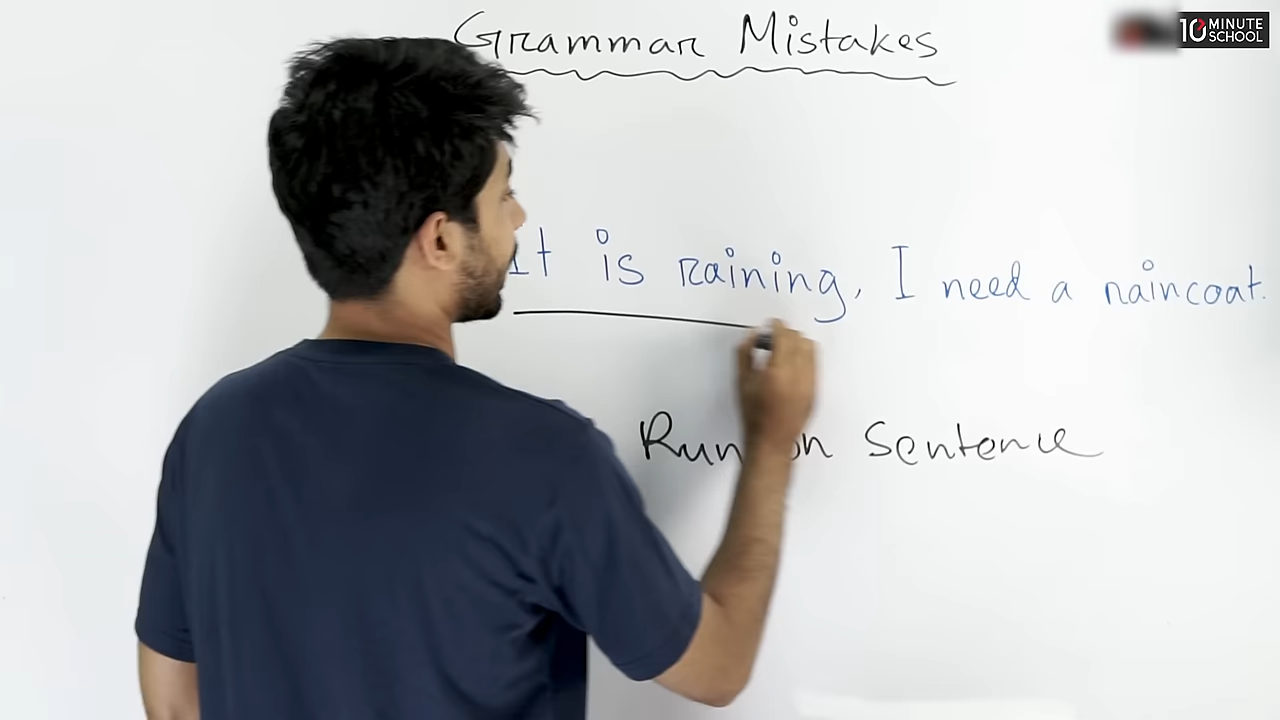 10 MINUTE
SCHOOL
Grammar Mistakes
It is raining, I need a raincoat.
Run on Sentence